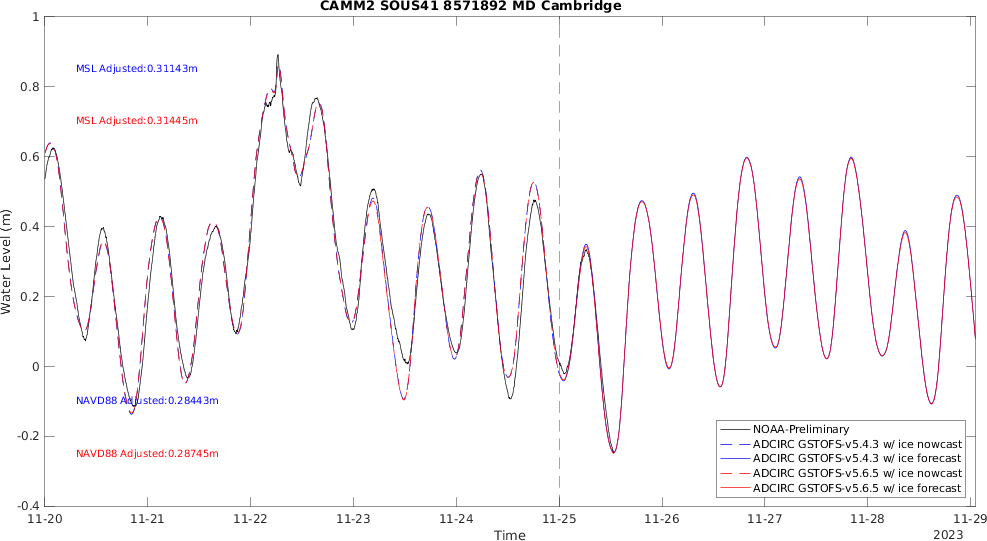 CAMM2 SOUS41 8571892 MD Cambridge
1
0.8
0.6
0.4
0.2
0
-0.2
-0.4
Water Level (m)
MSL Adjusted:0.31143m
MSL Adjusted:0.31445m
NAVD88 Adjusted:0.28443m
NAVD88 Adjusted:0.28745m
NOAA-Preliminary
ADCIRC GSTOFS-v5.4.3 w/ ice nowcast
ADCIRC GSTOFS-v5.4.3 w/ ice forecast
ADCIRC GSTOFS-v5.6.5 w/ ice nowcast
ADCIRC GSTOFS-v5.6.5 w/ ice forecast
11-20 11-21 11-22 11-23 11-24 11-25 11-26 11-27 11-28 11-29
Time
2023